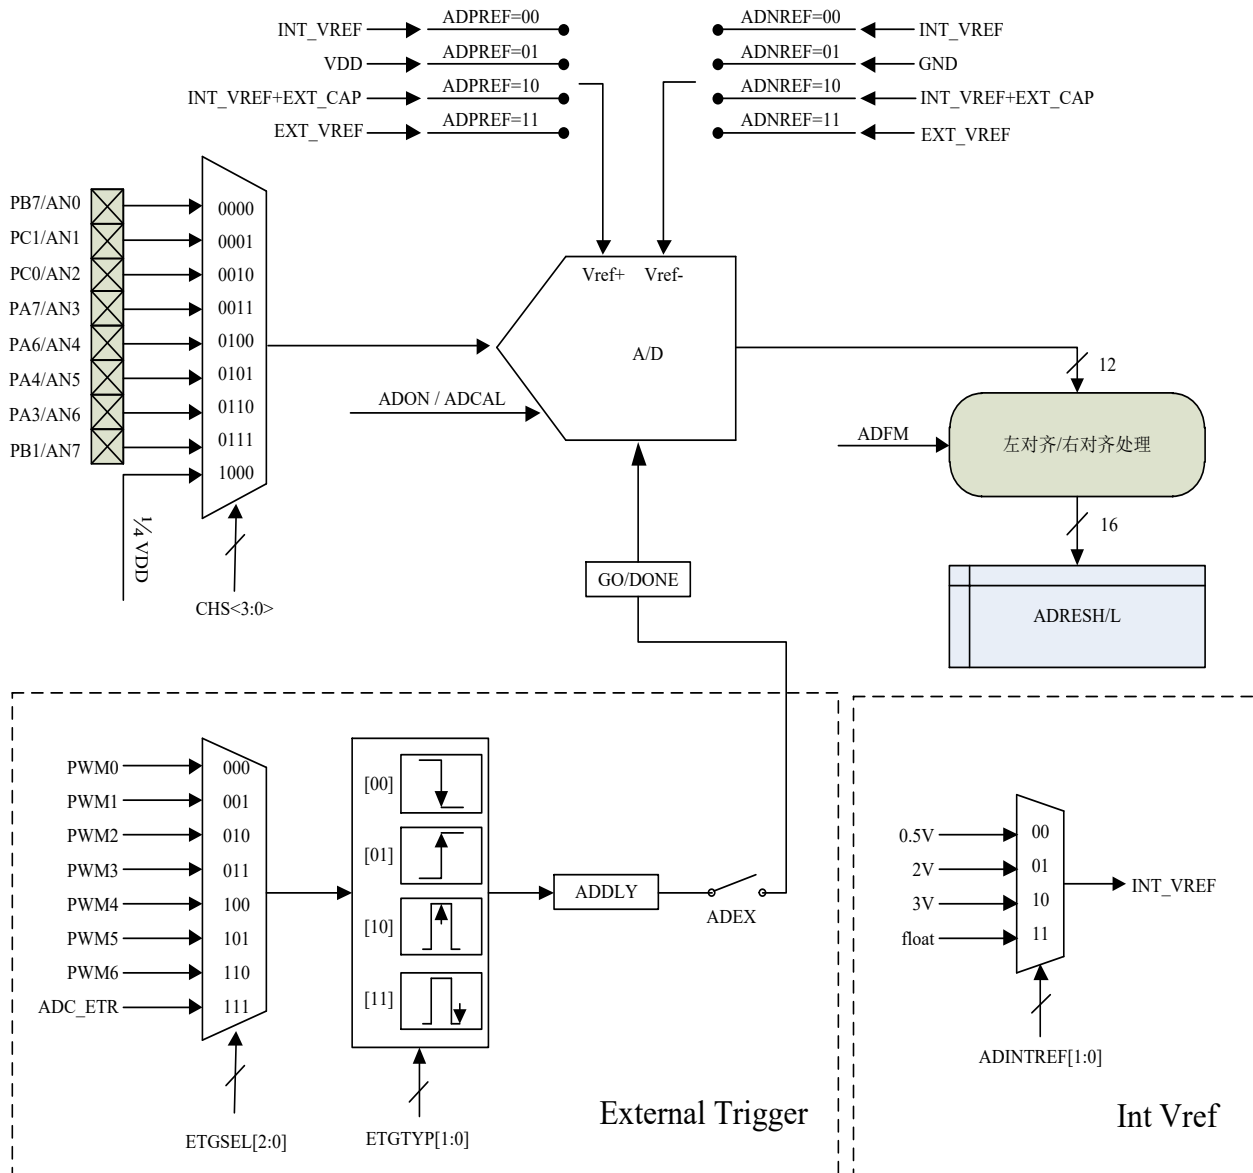 INT_VREF ADPREF=00 ADNREF=00 INT_VREF
VDD ADPREF=01 ADNREF=01 GND
INT_VREF+EXT_CAP ADPREF=10 ADNREF=10 INT_VREF+EXT_CAP
EXT_VREF ADPREF=11 ADNREF=11 EXT_VREF
PB7/AN0 0000
PC1/AN1 0001
PC0/AN2 0010
PA7/AN3 0011
PA6/AN4 0100
PA4/AN5 0101
PA3/AN6 0110
PB1/AN7 0111
1000
¼ VDD
CHS<3:0>
Vref+ Vref-
A/D
ADON / ADCAL
12
ADFM
左对齐/右对齐处理
16
ADRESH/L
GO/DONE
PWM0 000
PWM1 001
PWM2 010
PWM3 011
PWM4 100
PWM5 101
PWM6 110
ADC_ETR 111
ETGSEL[2:0]
[00]
[01]
[10]
[11]
ETGTYP[1:0]
ADDLY
ADEX
External Trigger
0.5V 00
2V 01
3V 10
float 11
INT_VREF
ADINTREF[1:0]
Int Vref